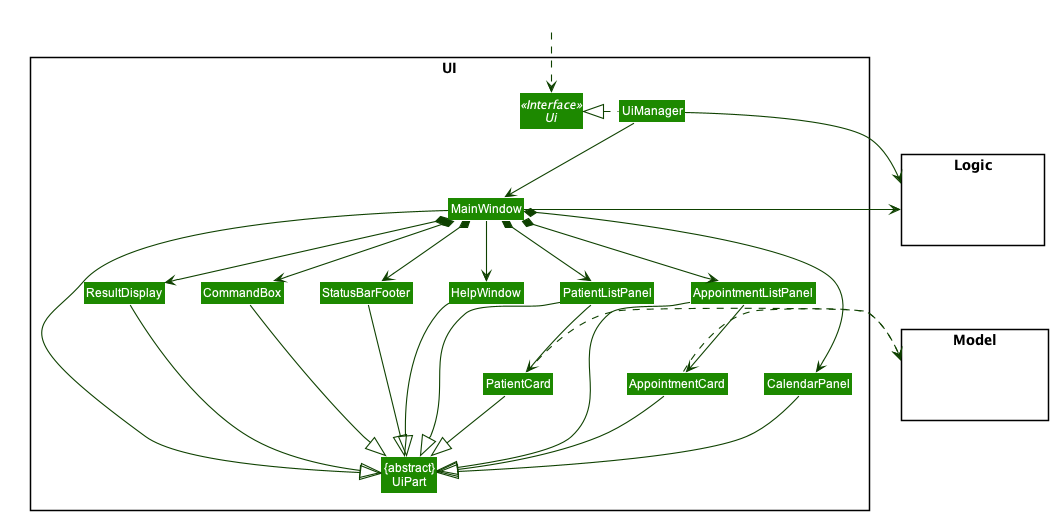 UI
«Interface»
Ui
UiManager
Logic
MainWindow
ResultDisplay
CommandBox
StatusBarFooter
HelpWindow
PatientListPanel
AppointmentListPanel
Model
PatientCard
AppointmentCard
CalendarPanel
{abstract}
UiPart